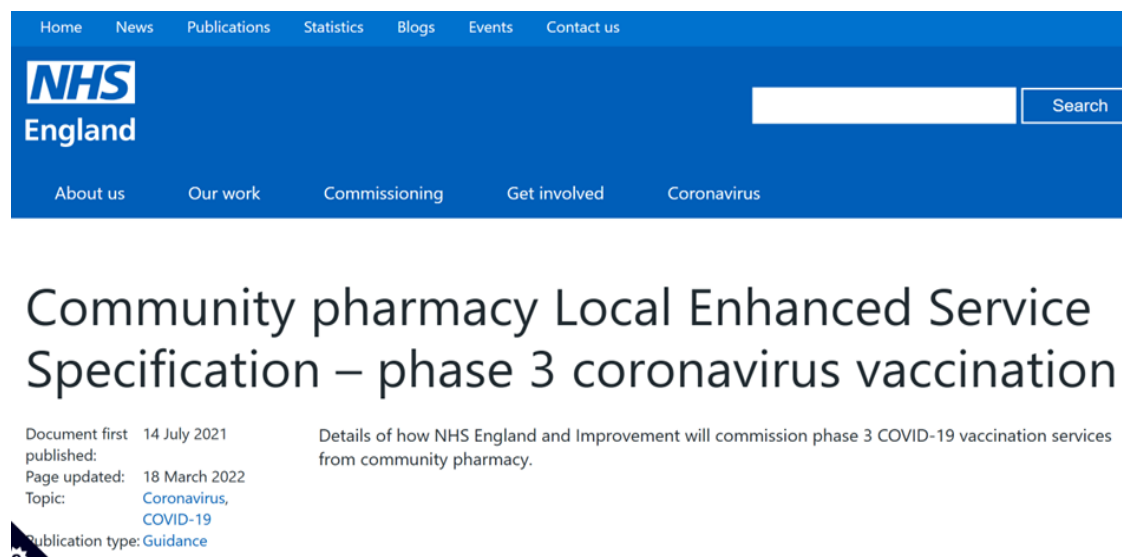 Home News Publications Statistics Blogs Events Contact us
NHS
England
Search
About us Our work Commissioning Get involved Coronavirus
Community pharmacy Local Enhanced Service
Specification – phase 3 coronavirus vaccination
Document first published: 14 July 2021
Page updated: 18 March 2022
Topic: Coronavirus,
COVID-19
Publication type: Guidance
Details of how NHS England and Improvement will commission phase 3 COVID-19 vaccination services
from community pharmacy.